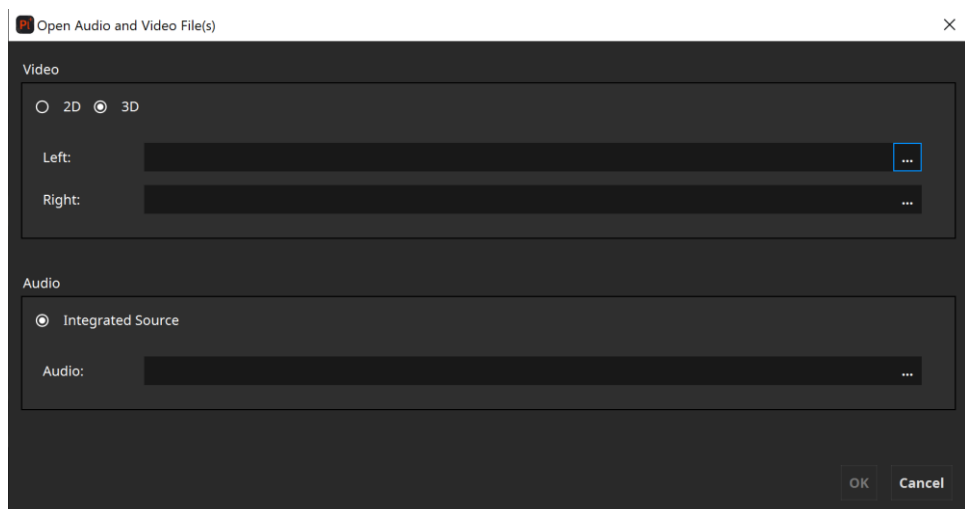 Pi Open Audio and Video File(s)
Video
2D 3D
Left: ...
Right: ...
Audio
Integrated Source
Audio: ...
OK Cancel